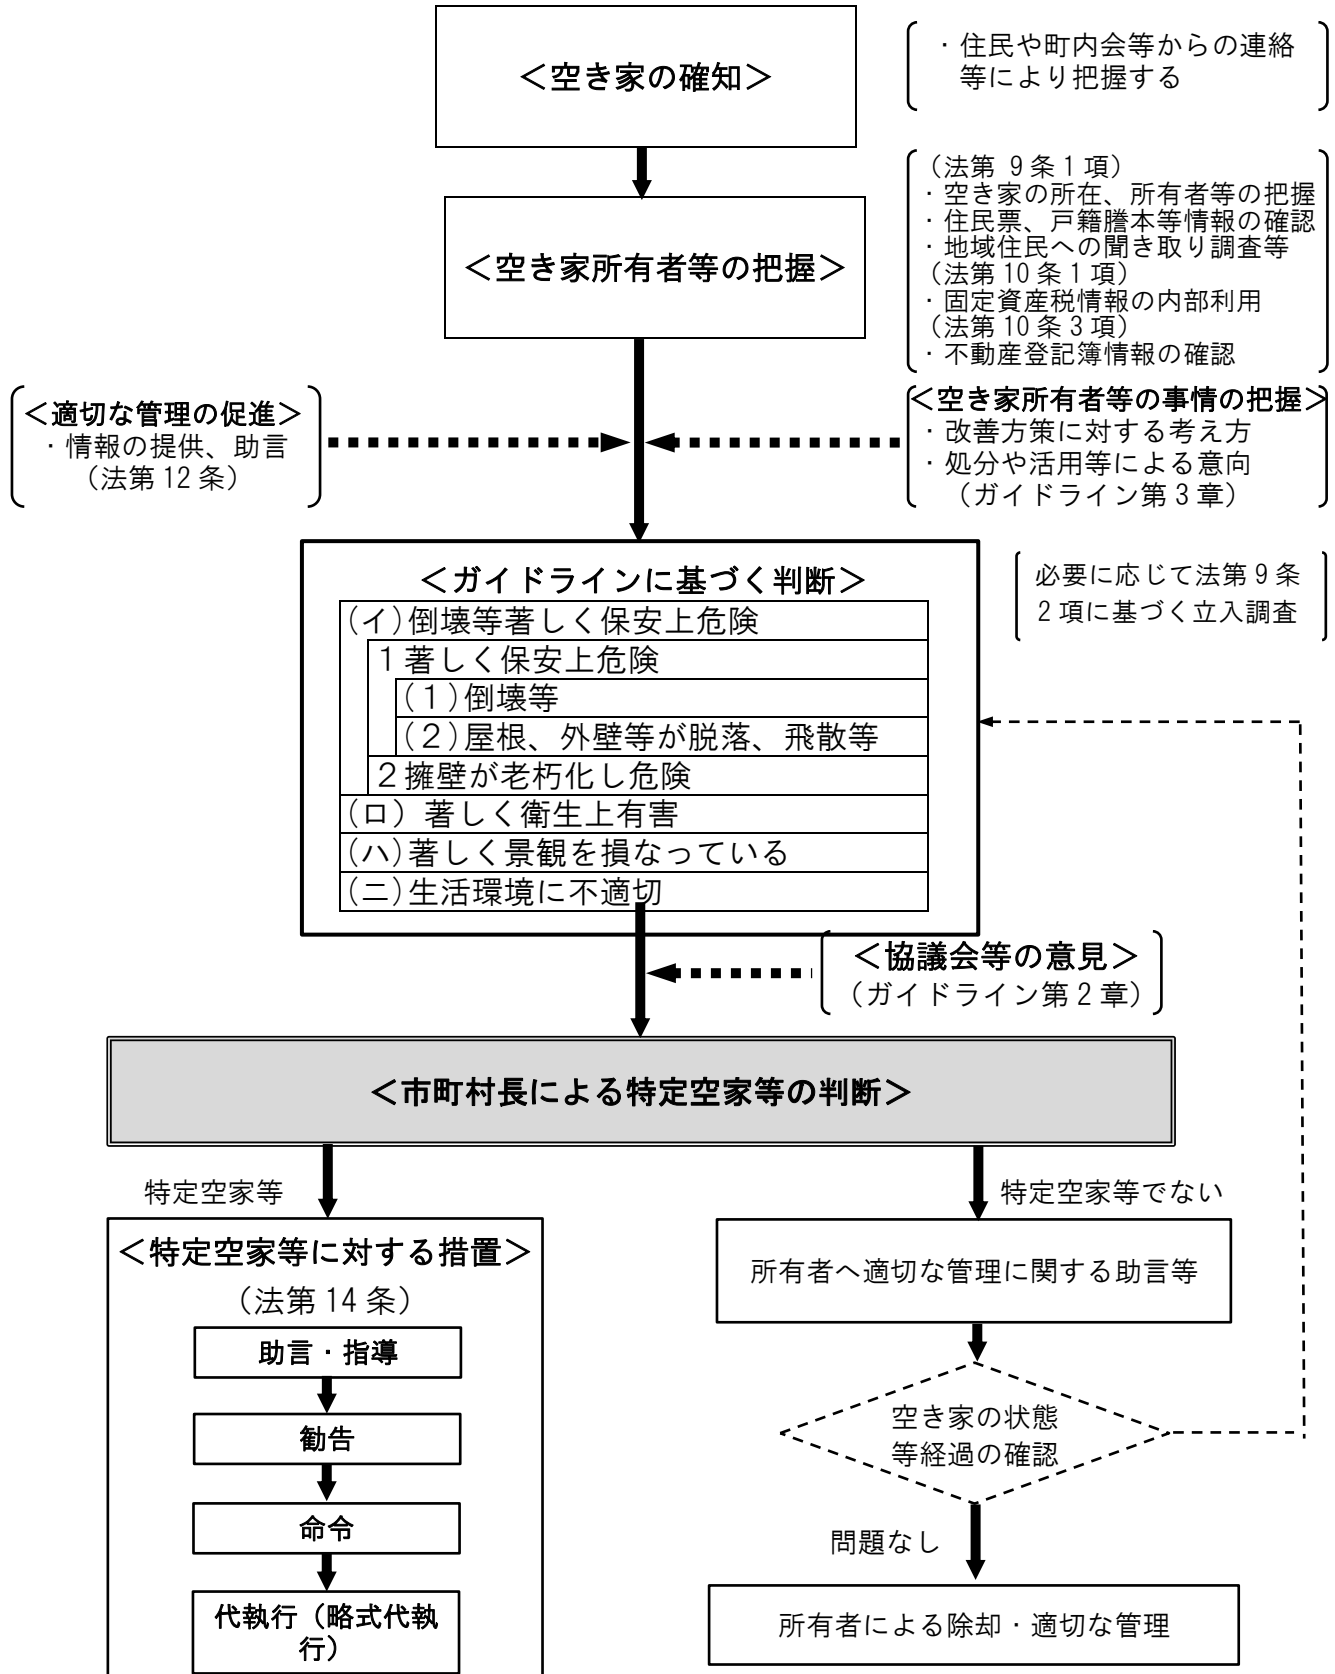 ＜空き家の確知＞
・住民や町内会等からの連絡
等により把握する
＜空き家所有者等の把握＞
（法第 9 条 1 項）
・空き家の所在、所有者等の把握
・住民票、戸籍謄本等情報の確認
・地域住民への聞き取り調査等
（法第 10 条 1 項）
・固定資産税情報の内部利用
（法第 10 条 3 項）
・不動産登記簿情報の確認
＜適切な管理の促進＞
・情報の提供、助言
（法第 12 条）
＜空き家所有者等の事情の把握＞
・改善方策に対する考え方
・処分や活用等による意向
（ガイドライン第 3 章）
＜ガイドラインに基づく判断＞
(イ)倒壊等著しく保安上危険
1 著しく保安上危険
(１)倒壊等
(２)屋根、外壁等が脱落、飛散等
2 擁壁が老朽化し危険
(ロ) 著しく衛生上有害
(ハ)著しく景観を損なっている
(ニ)生活環境に不適切
必要に応じて法第 9 条
2 項に基づく立入調査
＜協議会等の意見＞
（ガイドライン第 2 章）
＜市町村長による特定空家等の判断＞
特定空家等
特定空家等でない
＜特定空家等に対する措置＞
（法第 14 条）
助言・指導
勧告
命令
代執行（略式代執
行）
所有者へ適切な管理に関する助言等
空き家の状態
等経過の確認
問題なし
所有者による除却・適切な管理